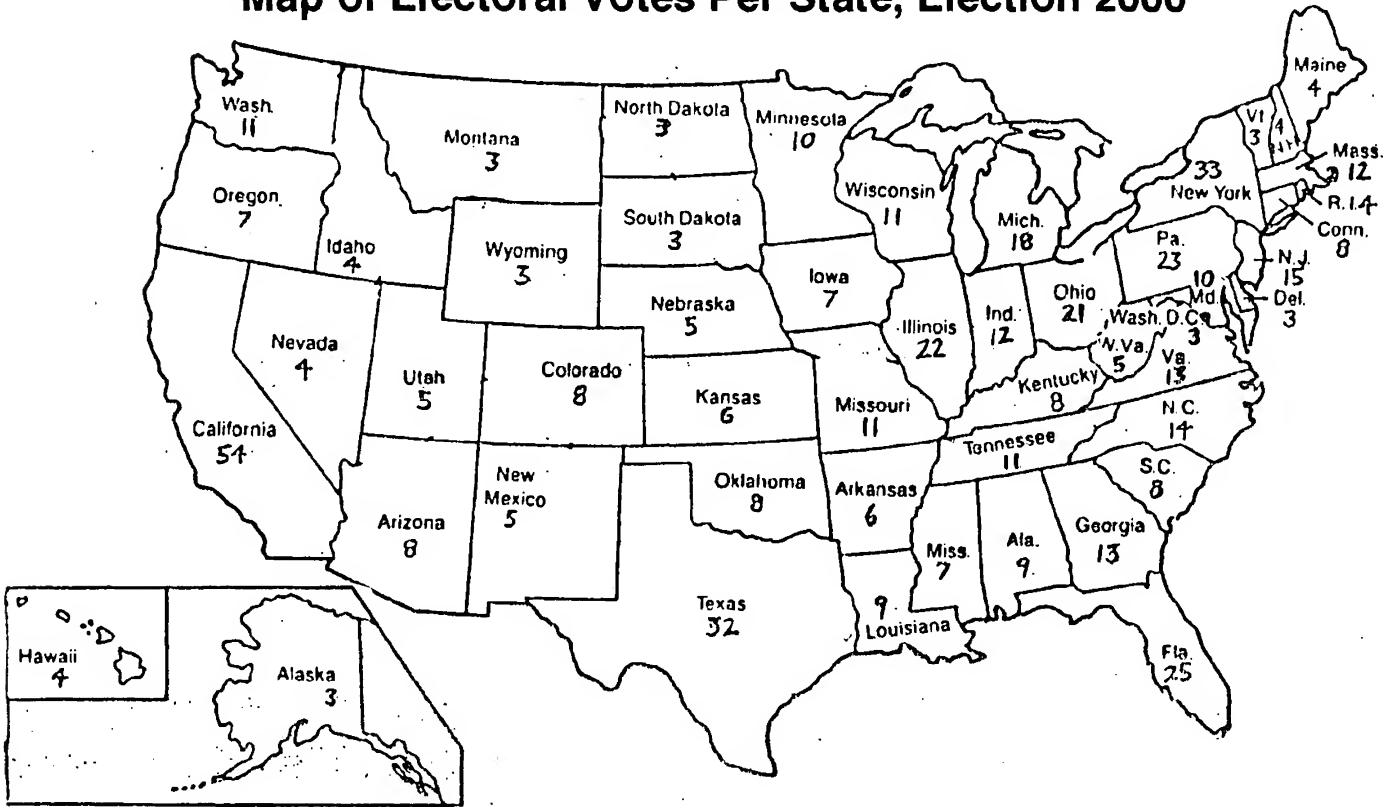 Map of Electoral Votes Per State, Election 2000
Wash.
11
Oregon
7
California
54
Idaho
4
Nevada
4
Montana
3
Wyoming
3
Utah
5
Colorado
8
Arizona
8
New
Mexico
5
North Dakota
3
South Dakota
3
Nebraska
5
Kansas
6
Oklahoma
8
Texas
32
Minnesota
10
Iowa
7
Missouri
11
Arkansas
6
9
Louisiana
Wisconsin
11
Illinois
22
Mich.
18
Ind.
12
Ohio
21
Kentucky
8
Tennessee
11
Miss.
7
Ala.
9
Georgia
13
Fla.
25
S.C.
8
N.C.
14
Va.
13
W.Va.
5
Wash. D.C.
3
10
Md.
Del.
3
N.J.
15
Pa.
23
33
New York
Conn.
8
R.I.4
Mass.
12
Vt
3
4
N.H.
Maine
4
Hawaii
4
Alaska
3